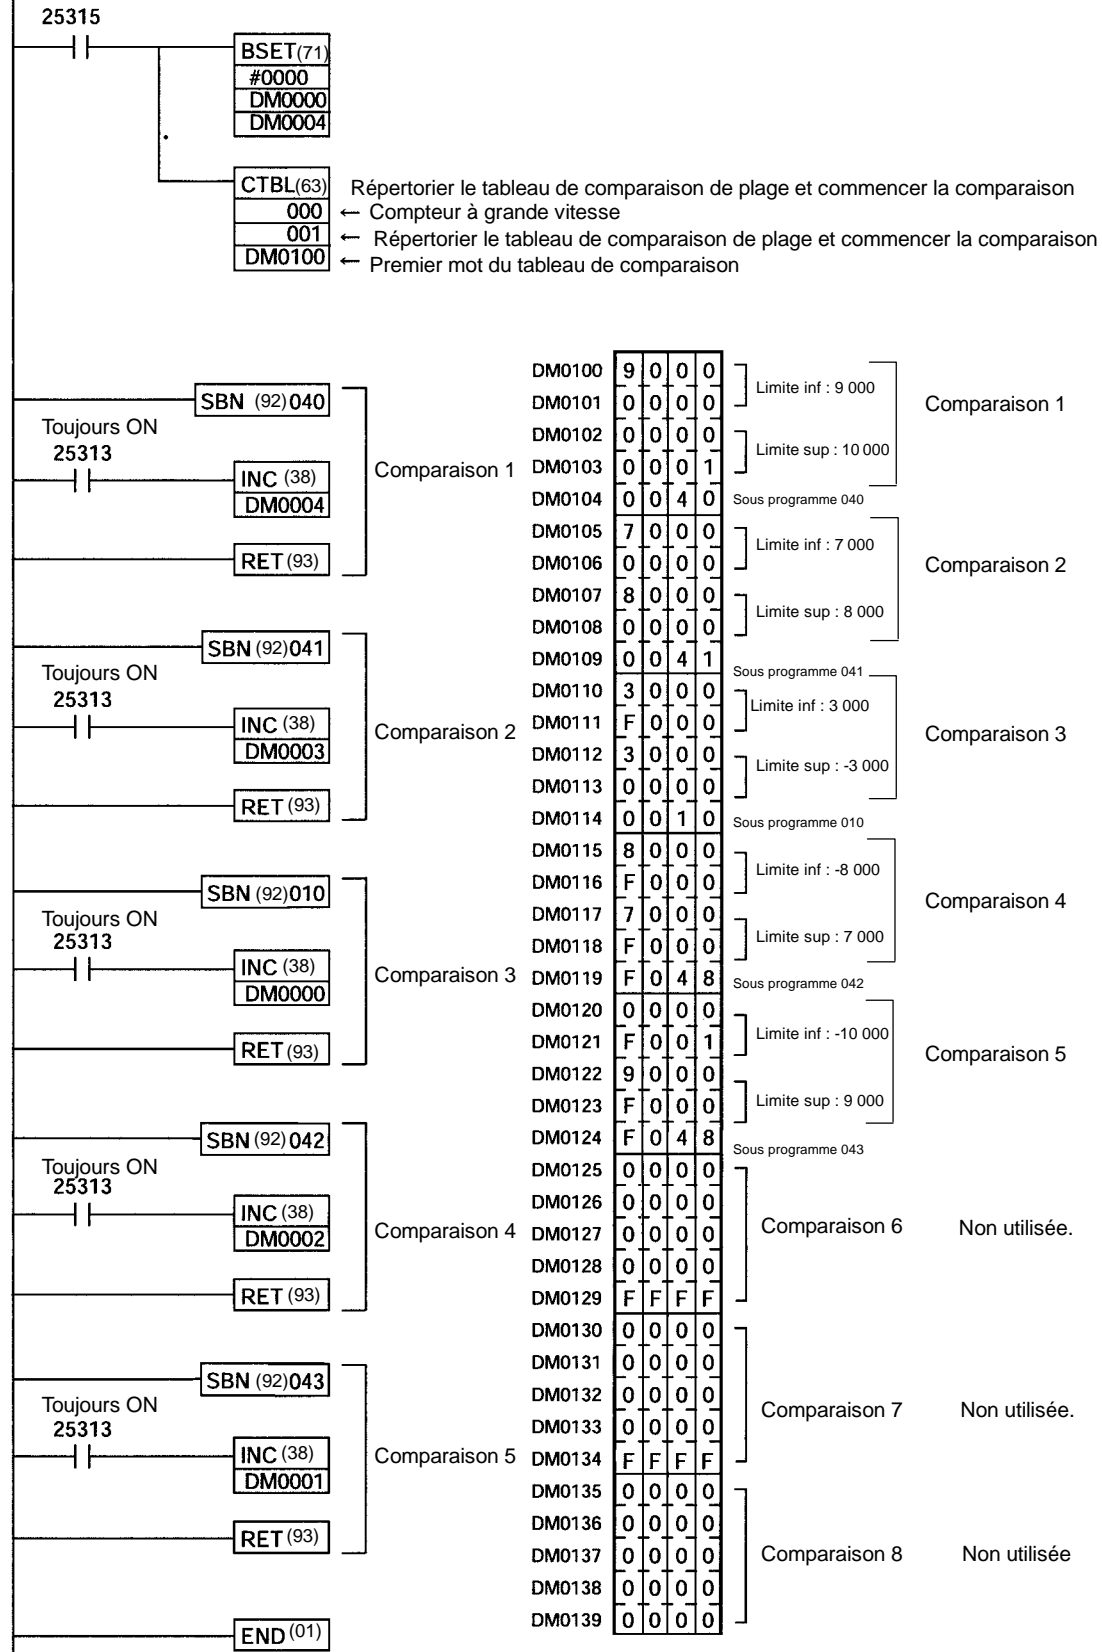 25315
BSET(71)
#0000
DM0000
DM0004
CTBL(63) Répertorier le tableau de comparaison de plage et commencer la comparaison
000 ← Compteur à grande vitesse
001 ← Répertorier le tableau de comparaison de plage et commencer la comparaison
DM0100 ← Premier mot du tableau de comparaison
SBN (92)040
Toujours ON
25313
INC (38)
DM0004
RET (93)
Comparaison 1
SBN (92)041
Toujours ON
25313
INC (38)
DM0003
RET (93)
Comparaison 2
SBN (92)010
Toujours ON
25313
INC (38)
DM0000
RET (93)
Comparaison 3
SBN (92)042
Toujours ON
25313
INC (38)
DM0002
RET (93)
Comparaison 4
SBN (92)043
Toujours ON
25313
INC (38)
DM0001
RET (93)
Comparaison 5
END (01)
DM0100 9 0 0 0
Limite inf : 9 000
DM0101 0 0 0 0
DM0102 0 0 0 0
Limite sup : 10 000
DM0103 0 0 0 1
Comparaison 1
DM0104 0 0 4 0 Sous programme 040
DM0105 7 0 0 0
Limite inf : 7 000
DM0106 0 0 0 0
DM0107 8 0 0 0
Limite sup : 8 000
DM0108 0 0 0 0
Comparaison 2
DM0109 0 0 4 1 Sous programme 041
DM0110 3 0 0 0
Limite inf : 3 000
DM0111 F 0 0 0
DM0112 3 0 0 0
Limite sup : -3 000
DM0113 0 0 0 0
Comparaison 3
DM0114 0 0 1 0 Sous programme 010
DM0115 8 0 0 0
Limite inf : -8 000
DM0116 F 0 0 0
DM0117 7 0 0 0
Limite sup : 7 000
DM0118 F 0 0 0
Comparaison 4
DM0119 F 0 4 8 Sous programme 042
DM0120 0 0 0 0
Limite inf : -10 000
DM0121 F 0 0 1
DM0122 9 0 0 0
Limite sup : 9 000
DM0123 F 0 0 0
Comparaison 5
DM0124 F 0 4 8 Sous programme 043
DM0125 0 0 0 0
DM0126 0 0 0 0
DM0127 0 0 0 0
DM0128 0 0 0 0
DM0129 F F F F
Comparaison 6 Non utilisée.
DM0130 0 0 0 0
DM0131 0 0 0 0
DM0132 0 0 0 0
DM0133 0 0 0 0
DM0134 F F F F
Comparaison 7 Non utilisée.
DM0135 0 0 0 0
DM0136 0 0 0 0
DM0137 0 0 0 0
DM0138 0 0 0 0
DM0139 0 0 0 0
Comparaison 8 Non utilisée